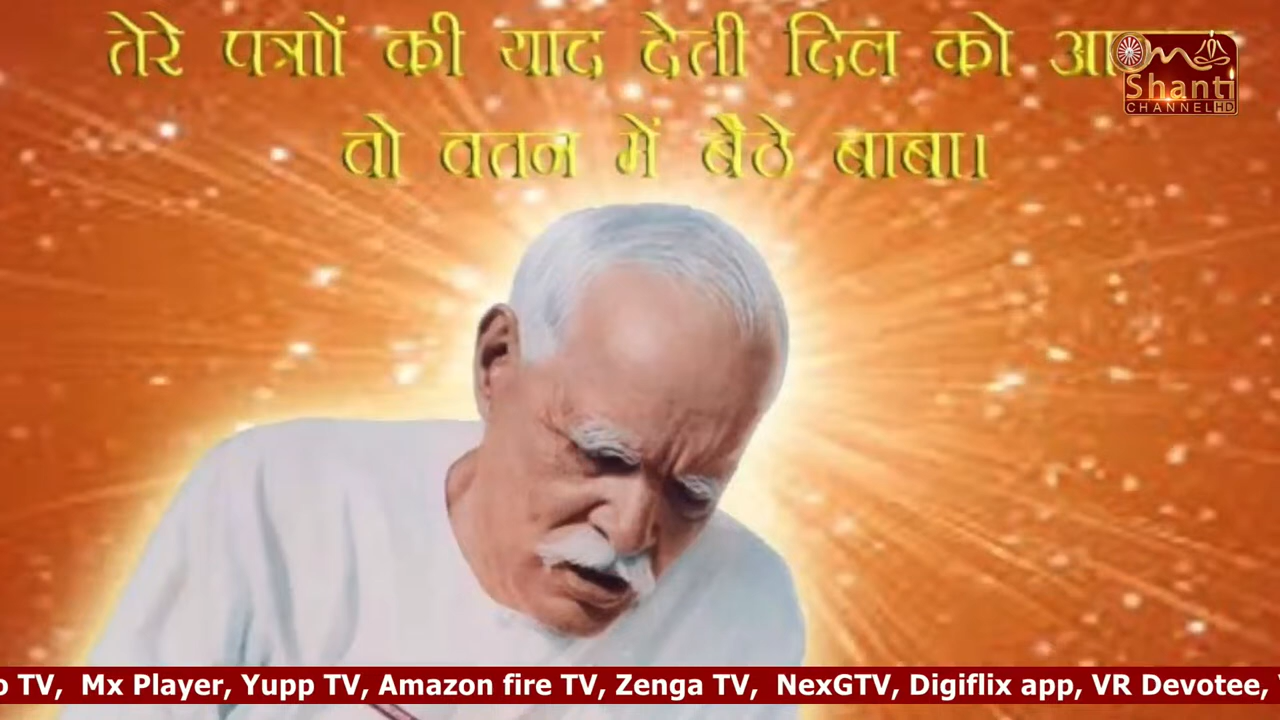 तेरे पत्राों की याद देती दिल को
Om
Shanti
CHANNEL HD
वो वतन में बैठे बाबा।
TV, Mx Player, Yupp TV, Amazon fire TV, Zenga TV, NexGTV, Digiflix app, VR Devotee,